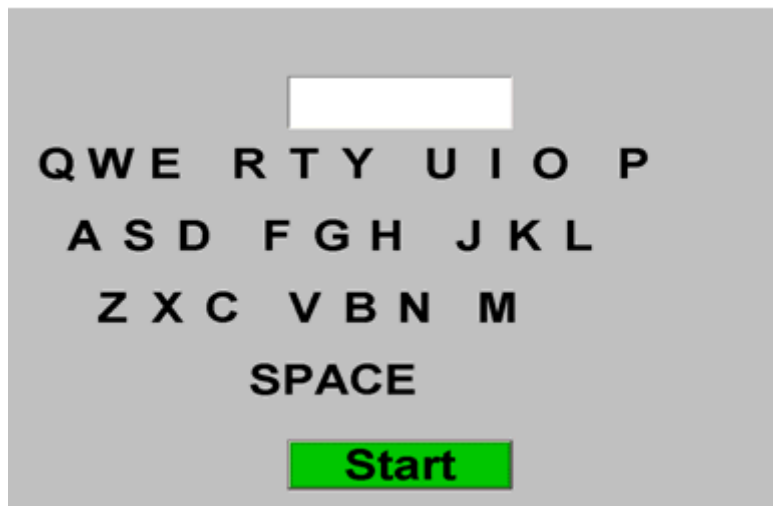 QWE RTY UIO P
ASD FGH JKL
ZXC VBN M
SPACE
Start